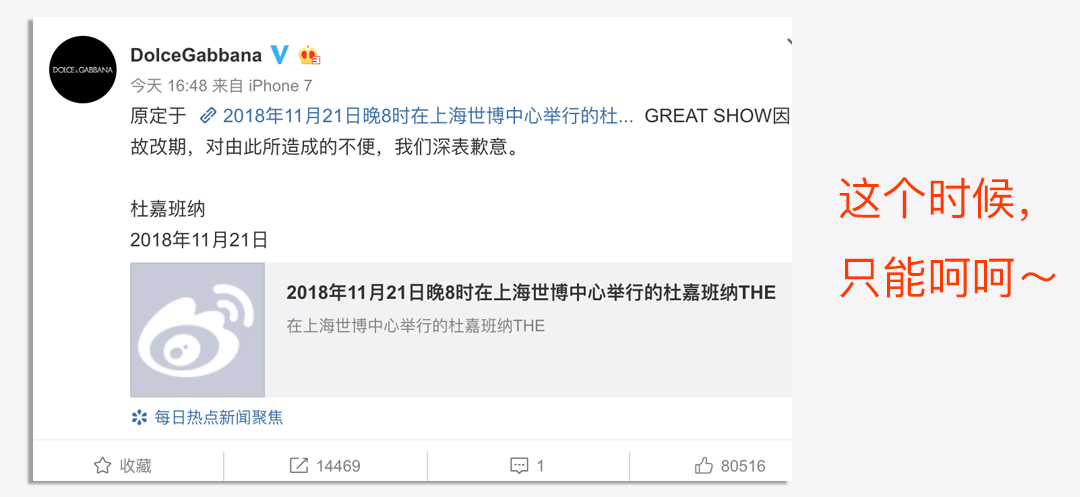 DOLCE & GABBANA
DolceGabbana
今天 16:48 来自 iPhone 7
原定于 2018年11月21日晚8时在上海世博中心举行的杜... GREAT SHOW因
故改期，对由此所造成的不便，我们深表歉意。
杜嘉班纳
2018年11月21日
2018年11月21日晚8时在上海世博中心举行的杜嘉班纳THE
在上海世博中心举行的杜嘉班纳THE
每日热点新闻聚焦
收藏 14469 1 80516
这个时候，
只能呵呵～